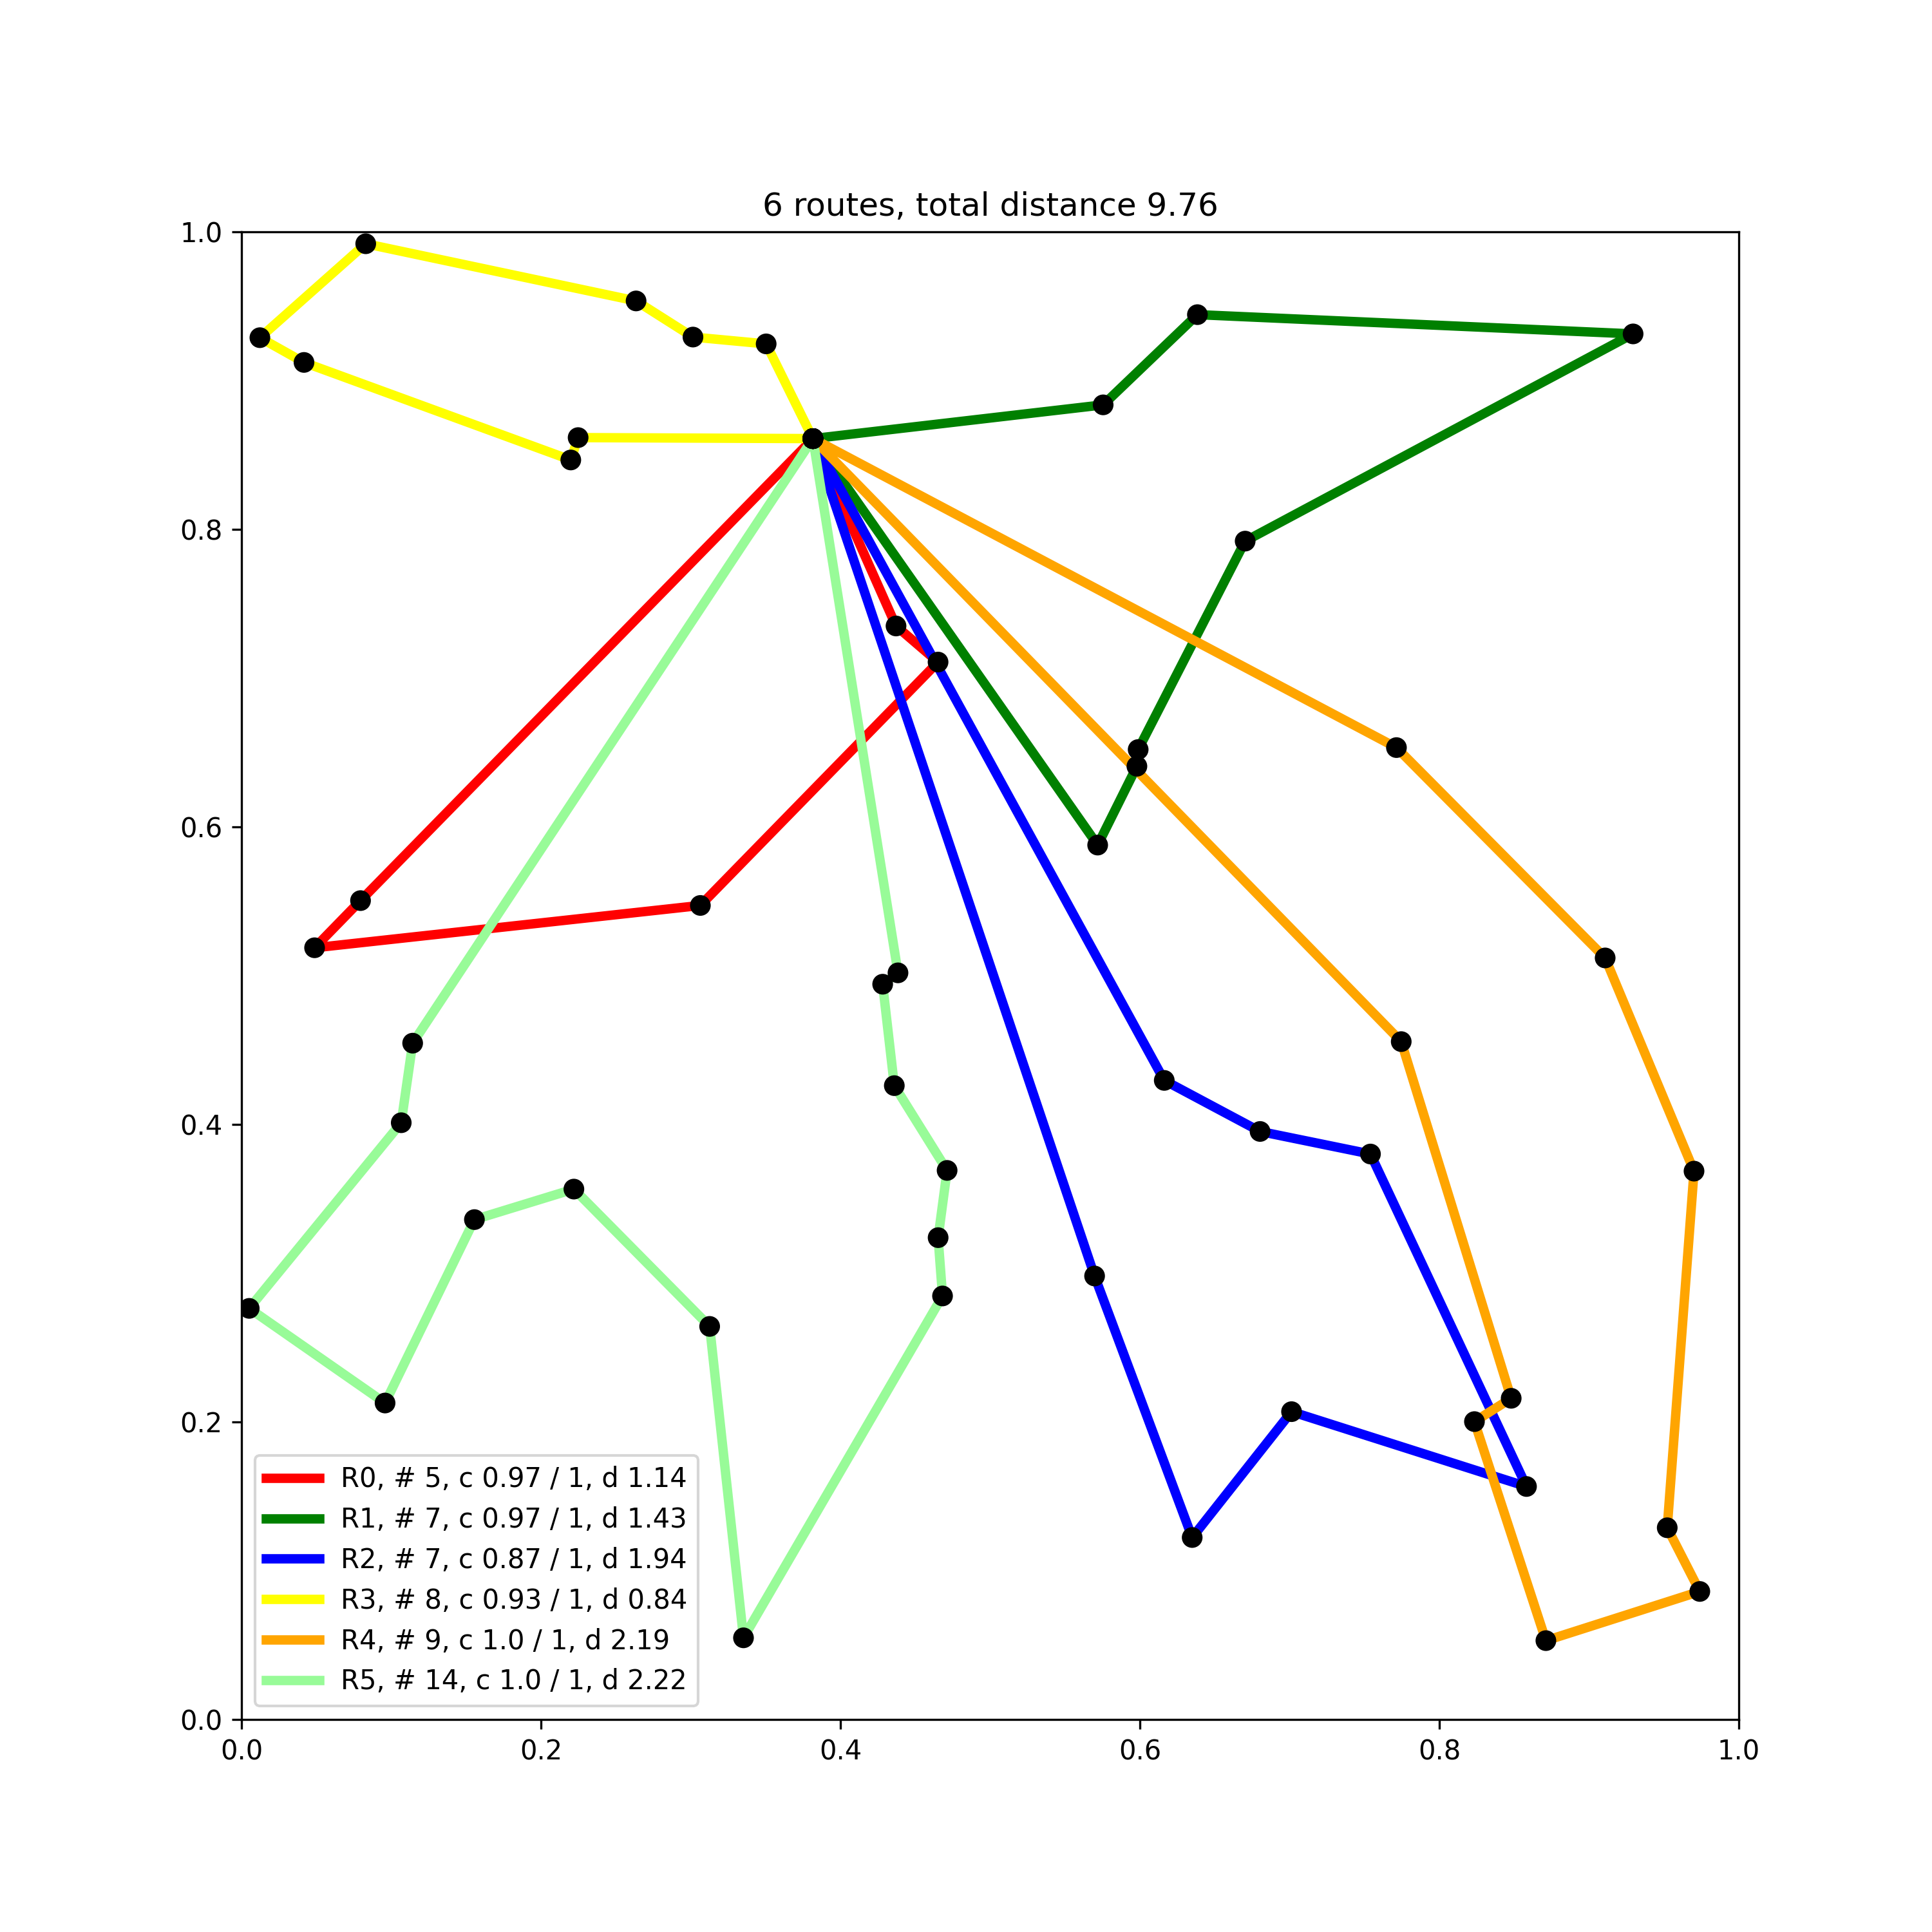 6 routes, total distance 9.76
1.0
0.8
0.6
0.4
0.2
0.0
R0, # 5, c 0.97 / 1, d 1.14
R1, # 7, c 0.97 / 1, d 1.43
R2, # 7, c 0.87 / 1, d 1.94
R3, # 8, c 0.93 / 1, d 0.84
R4, # 9, c 1.0 / 1, d 2.19
R5, # 14, c 1.0 / 1, d 2.22
0.0 0.2 0.4 0.6 0.8 1.0